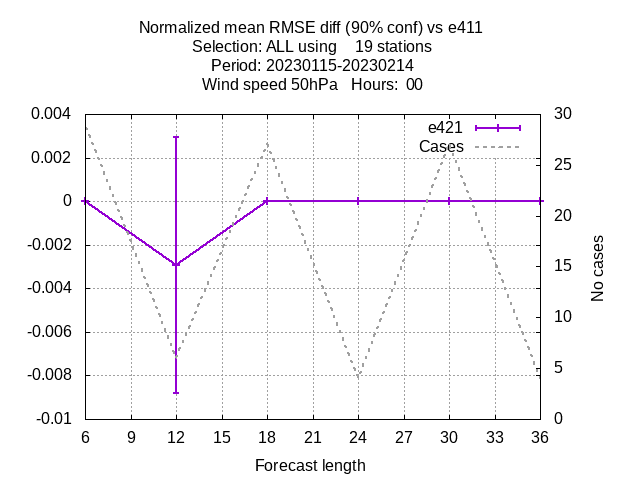 Normalized mean RMSE diff (90% conf) vs e411
Selection: ALL using    19 stations
Period: 20230115-20230214
Wind speed 50hPa   Hours:  00
e421
Cases
0.004
0.002
0
-0.002
-0.004
-0.006
-0.008
-0.01
30
25
20
15
10
5
0
No cases
6 9 12 15 18 21 24 27 30 33 36
Forecast length